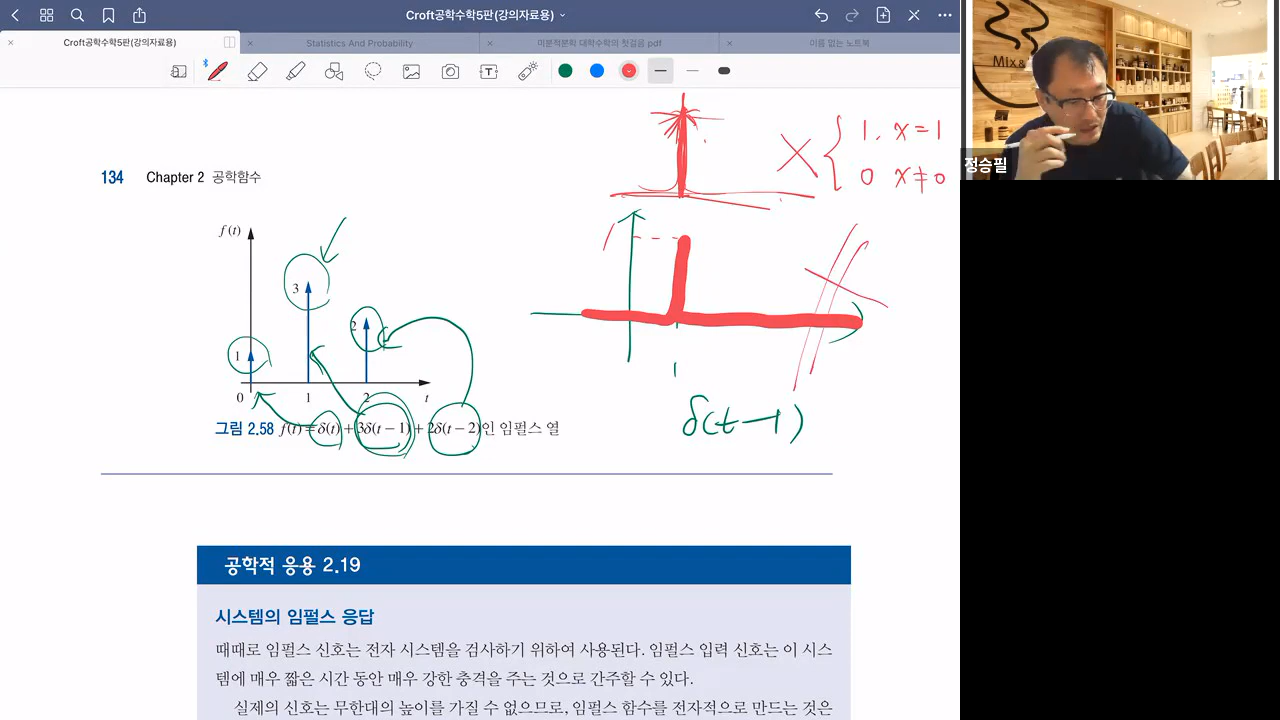 Croft공학수학5판(강의자료용)
Croft공학수학5판(강의자료용)
Statistics And Probability
미분적분학 대학수학의 첫걸음 pdf
이름 없는 노트북
Mix &
정승필
1, x=1
0 x≠0
134 Chapter 2 공학함수
f(t)
3
2
1
0 1 2 t
1
1
δ(t-1)
그림 2.58 f(t) = δ(t) + 3δ(t − 1) + 2δ(t − 2)인 임펄스 열
공학적 응용 2.19
시스템의 임펄스 응답
때때로 임펄스 신호는 전자 시스템을 검사하기 위하여 사용된다. 임펄스 입력 신호는 이 시스
템에 매우 짧은 시간 동안 매우 강한 충격을 주는 것으로 간주할 수 있다.
실제의 신호는 무한대의 높이를 가질 수 없으므로, 임펄스 함수를 전자적으로 만드는 것은